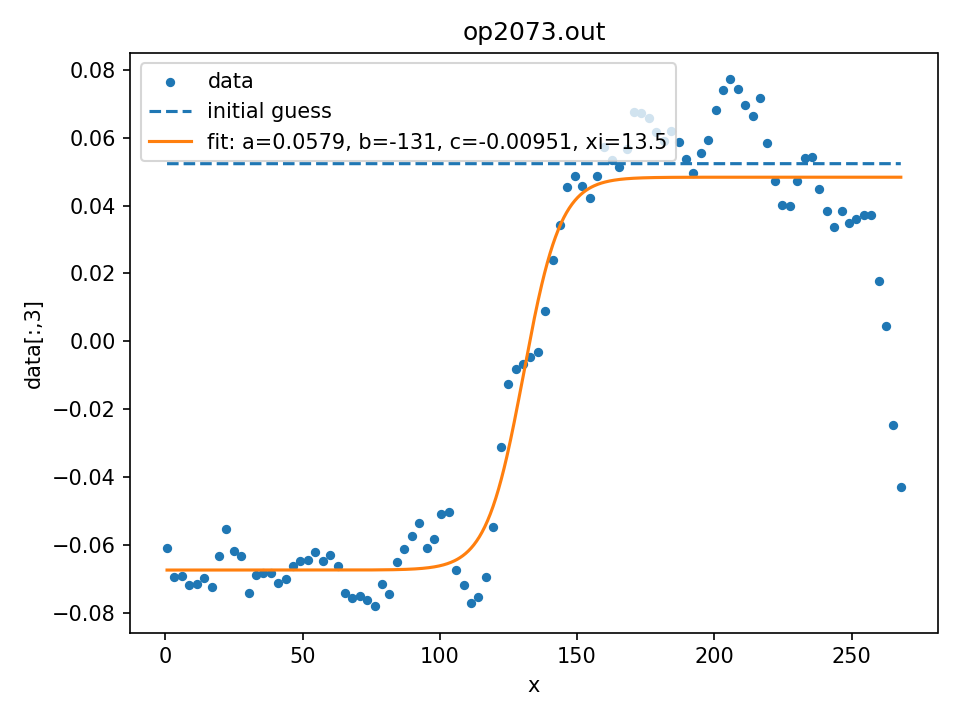 op2073.out
data
initial guess
fit: a=0.0579, b=-131, c=-0.00951, xi=13.5
0.08
0.06
0.04
0.02
0.00
−0.02
−0.04
−0.06
−0.08
data[:,3]
0 50 100 150 200 250
x